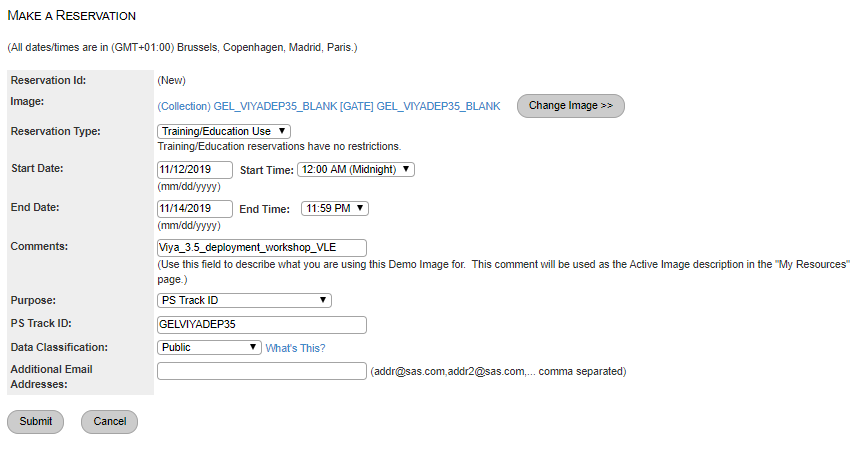 MAKE A RESERVATION
(All dates/times are in (GMT+01:00) Brussels, Copenhagen, Madrid, Paris.)
Reservation Id: (New)
Image: (Collection) GEL_VIYADEP35_BLANK [GATE] GEL_VIYADEP35_BLANK Change Image >>
Reservation Type: Training/Education Use
Training/Education reservations have no restrictions.
Start Date: 11/12/2019 Start Time: 12:00 AM (Midnight)
(mm/dd/yyyy)
End Date: 11/14/2019 End Time: 11:59 PM
(mm/dd/yyyy)
Comments: Viya_3.5_deployment_workshop_VLE
(Use this field to describe what you are using this Demo Image for. This comment will be used as the Active Image description in the "My Resources"
page.)
Purpose: PS Track ID
PS Track ID: GELVIYADEP35
Data Classification: Public What's This?
Additional Email (addr@sas.com,addr2@sas.com,... comma separated)
Addresses:
Submit Cancel